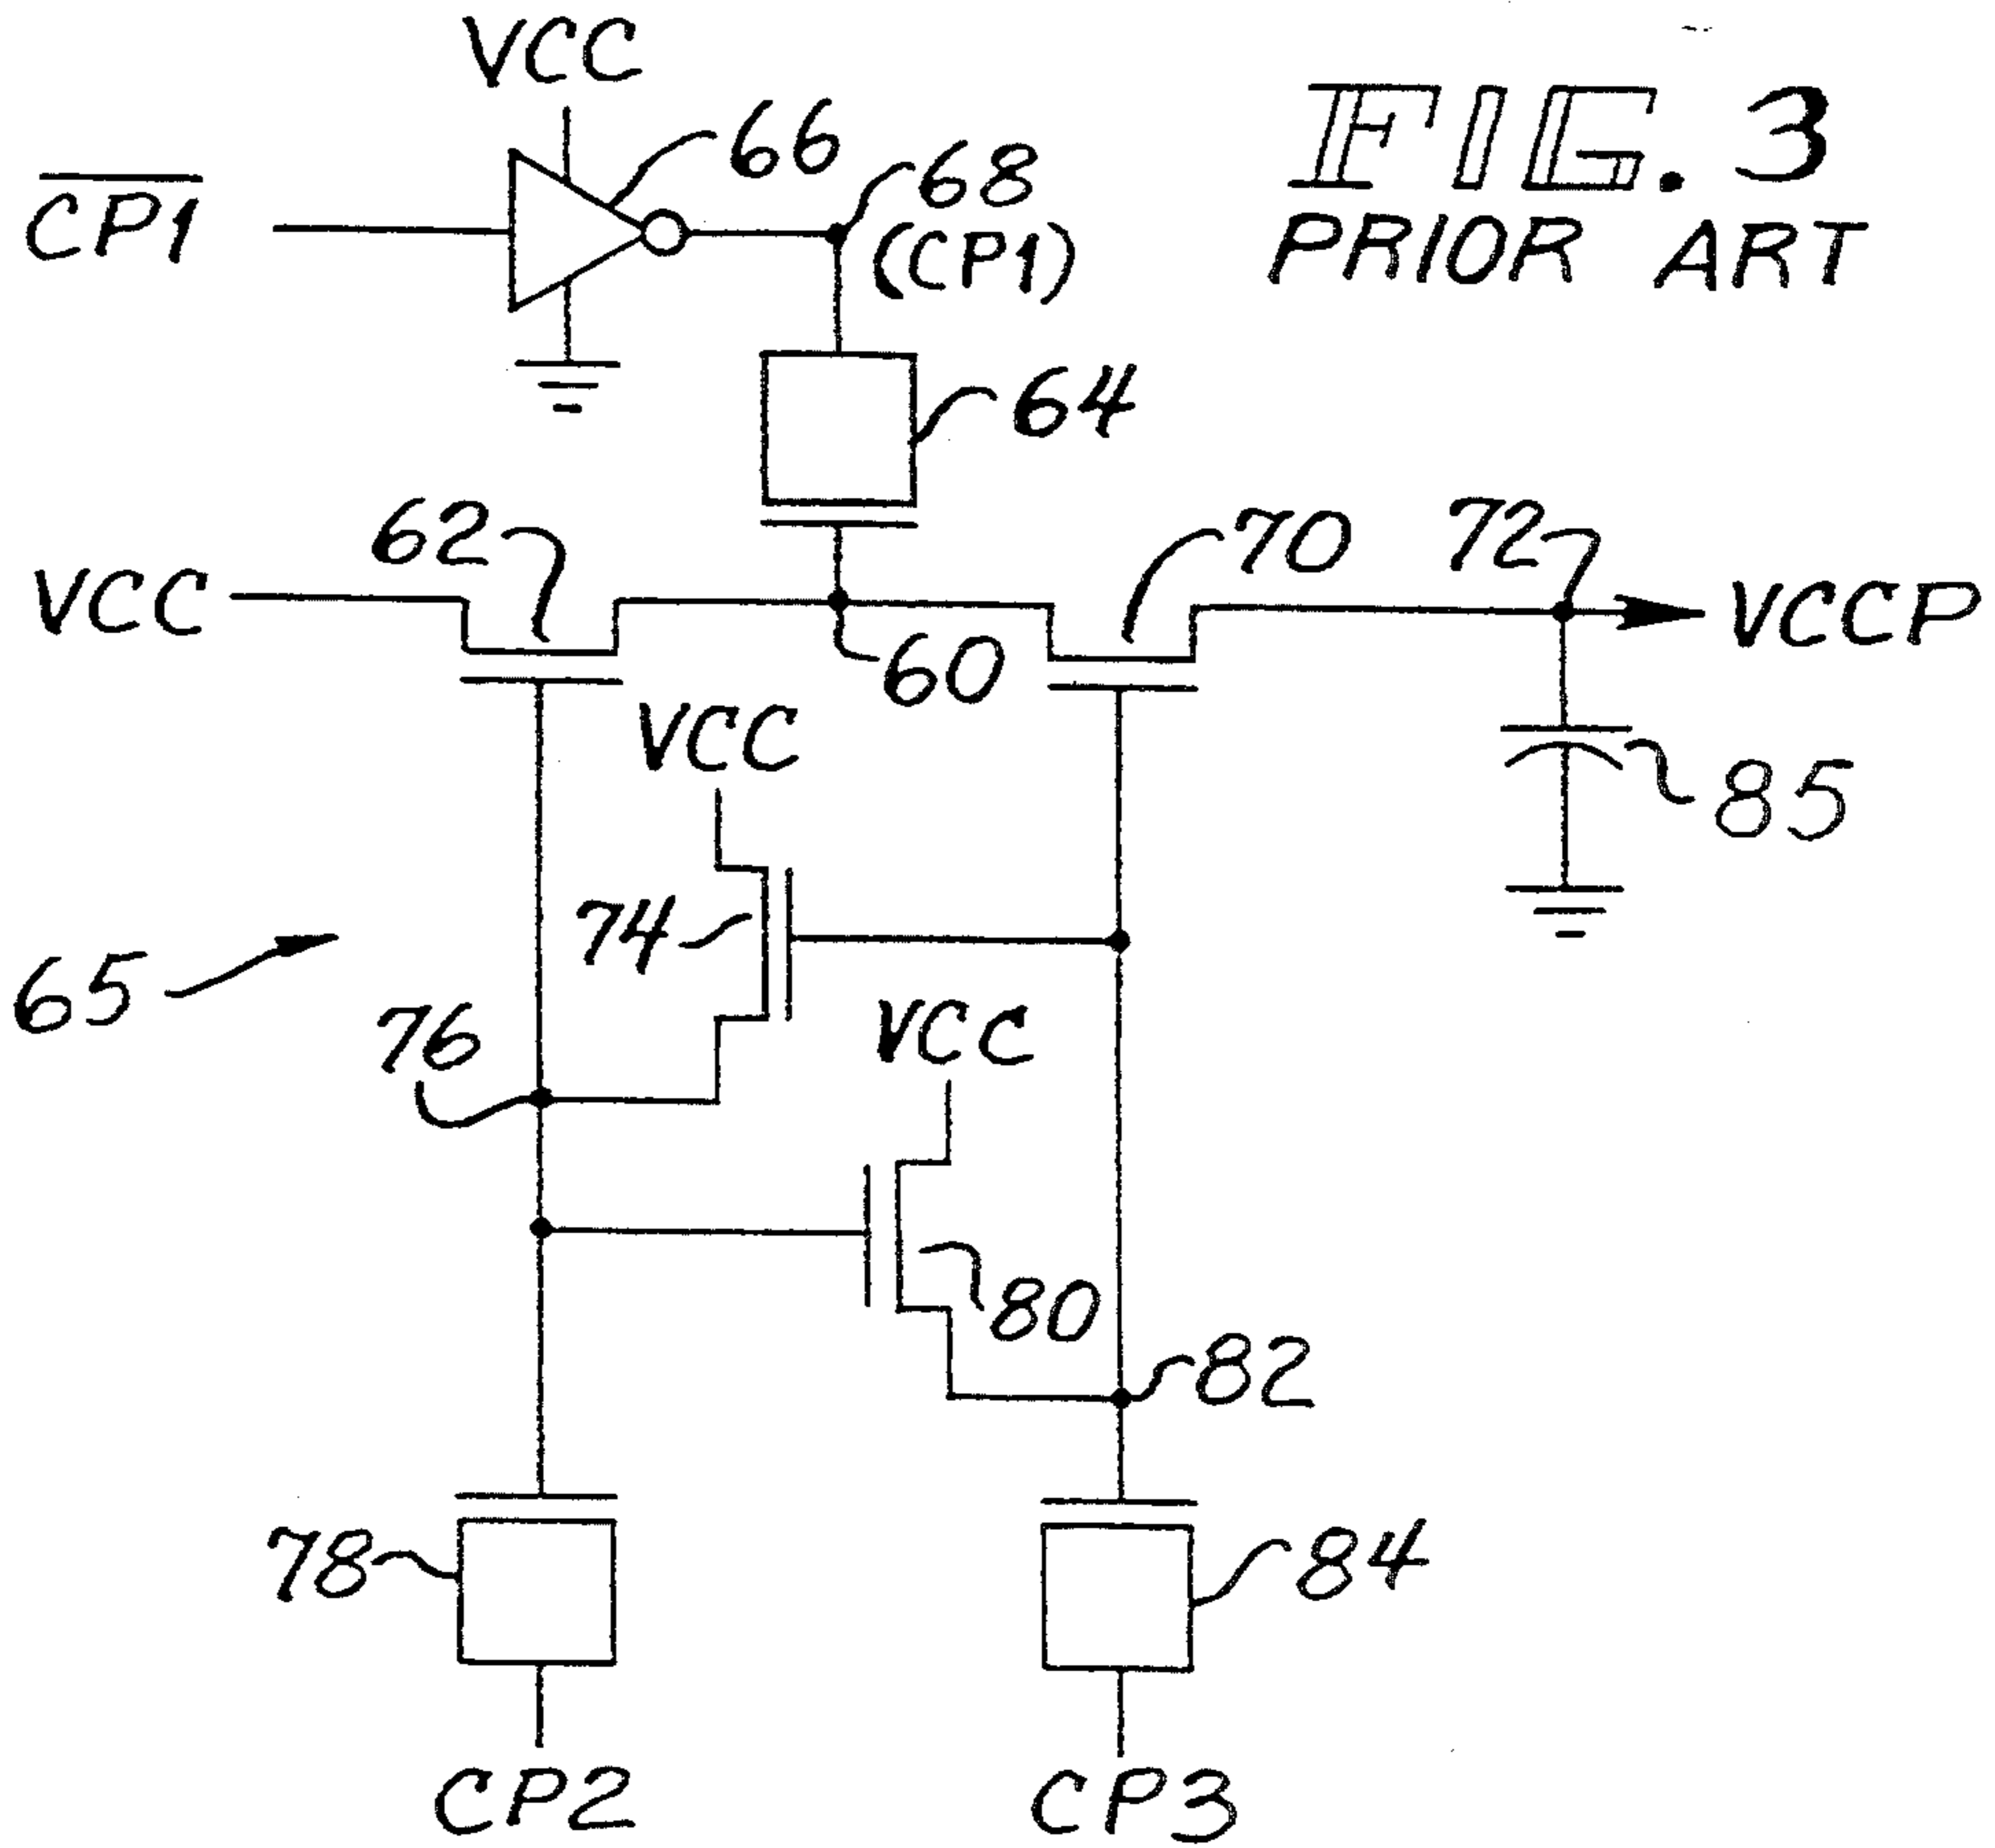 VCC
FIG. 3
PRIOR ART
66
68
(CP1)
C̅P̅1̅
64
62
70
72
VCC
VCCP
60
VCC
85
74
65
76
VCC
80
82
78
84
CP2
CP3